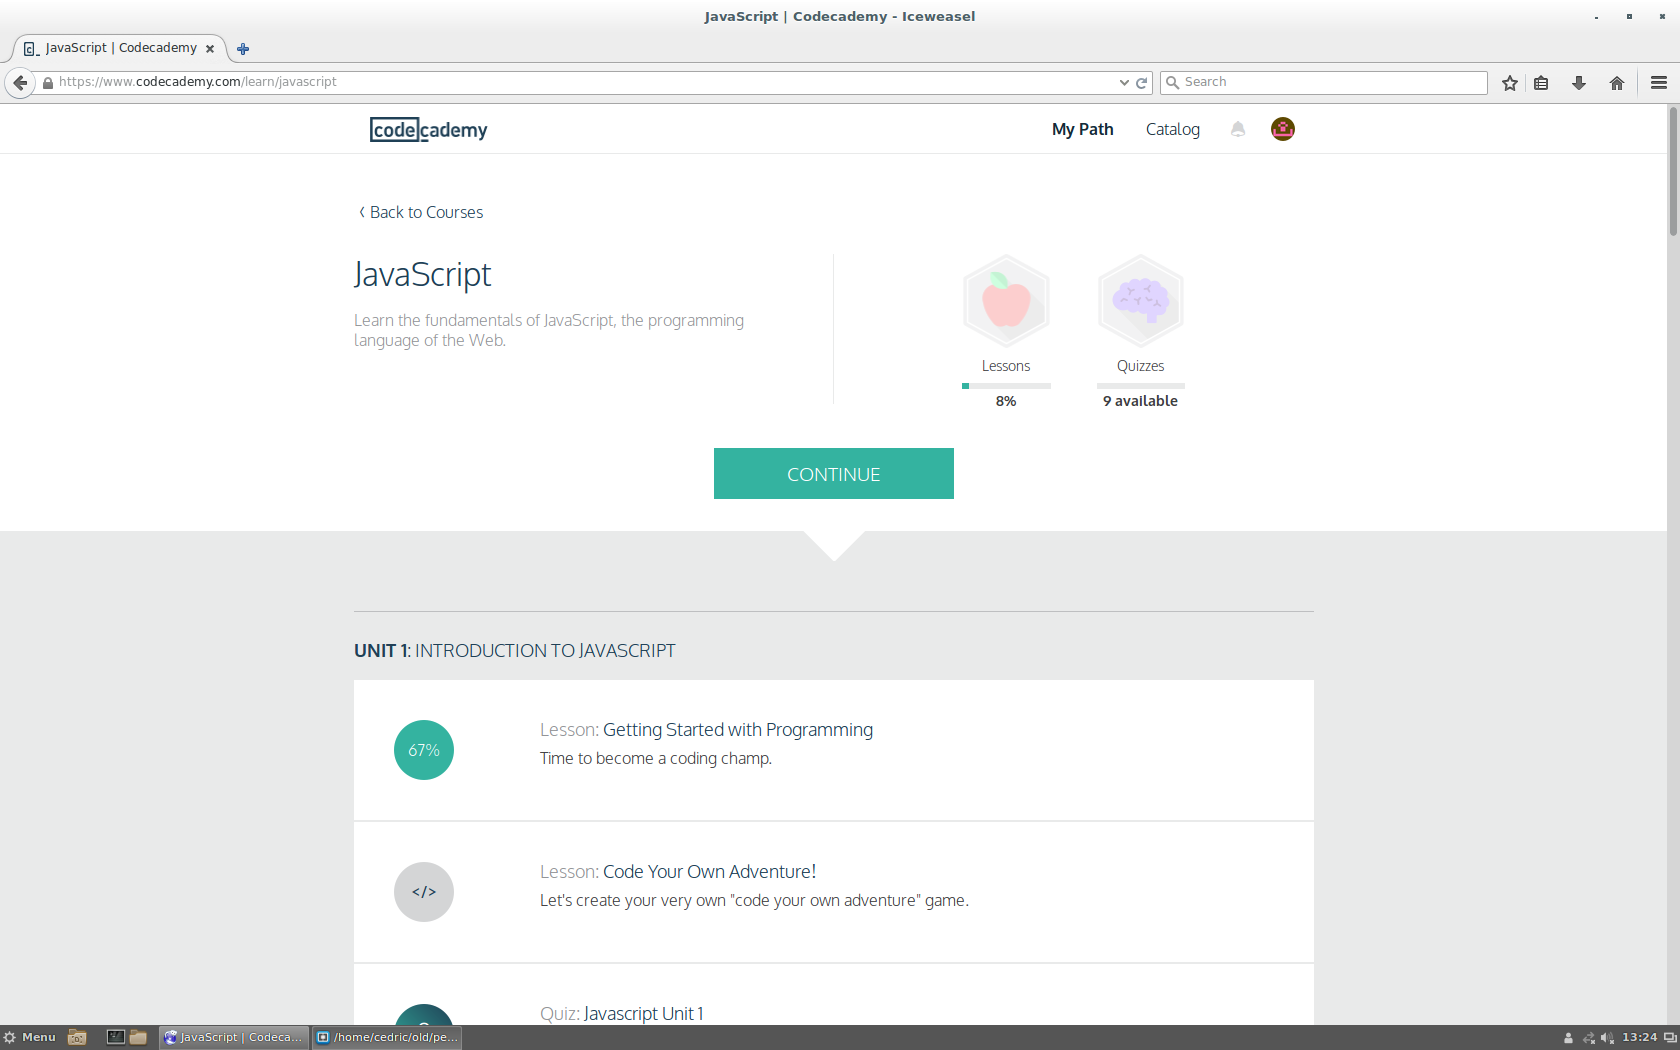 JavaScript | Codecademy - Iceweasel
JavaScript | Codecademy
https://www.codecademy.com/learn/javascript
Search
codecademy
My Path
Catalog
Back to Courses
JavaScript
Learn the fundamentals of JavaScript, the programming
language of the Web.
Lessons
8%
Quizzes
9 available
CONTINUE
UNIT 1: INTRODUCTION TO JAVASCRIPT
67%
Lesson: Getting Started with Programming
Time to become a coding champ.
</>
Lesson: Code Your Own Adventure!
Let's create your very own "code your own adventure" game.
Quiz: Javascript Unit 1
Menu
JavaScript | Codeca...
/home/cedric/old/pe...
13:24